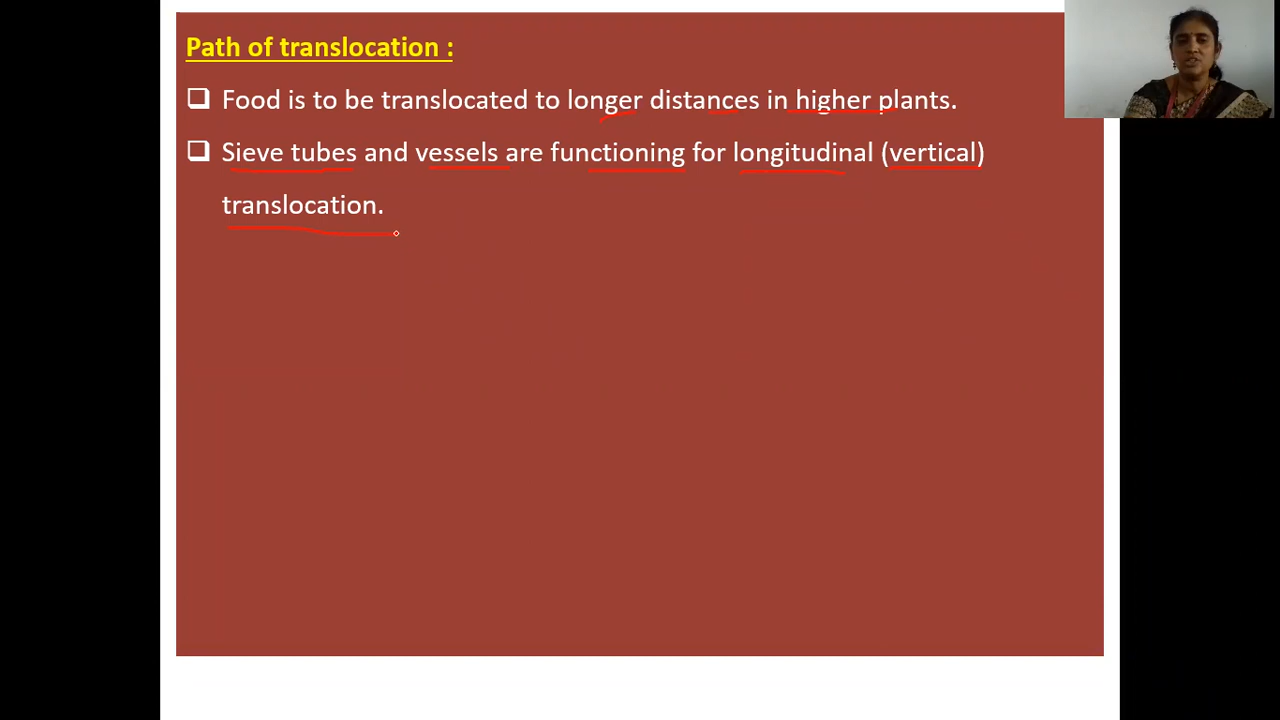 Path of translocation :
❑ Food is to be translocated to longer distances in higher plants.
❑ Sieve tubes and vessels are functioning for longitudinal (vertical)
translocation.